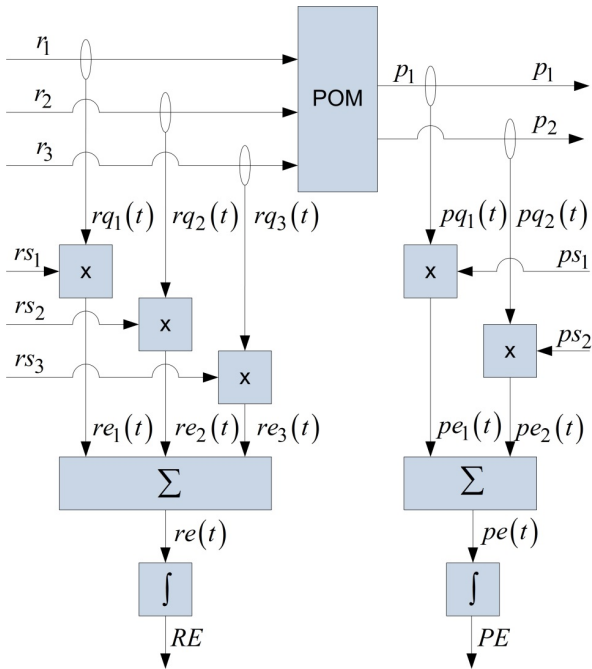 r₁
r₂
r₃
POM
p₁ p₁
p₂
rq₁(t) rq₂(t) rq₃(t) pq₁(t) pq₂(t)
rs₁ x x ps₁
rs₂ x
x ps₂
rs₃ x
re₁(t) re₂(t) re₃(t) pe₁(t) pe₂(t)
∑ ∑
re(t) pe(t)
∫ ∫
RE PE